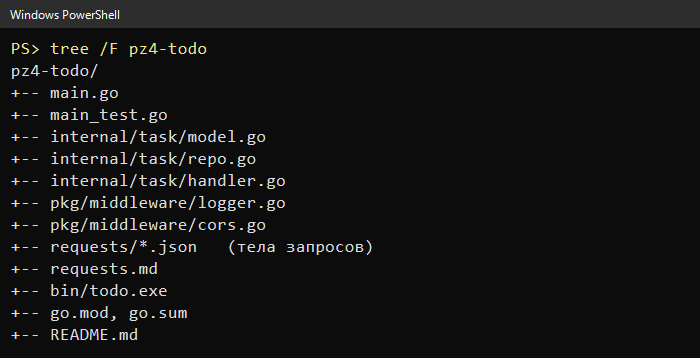 Windows PowerShell
PS> tree /F pz4-todo
pz4-todo/
+-- main.go
+-- main_test.go
+-- internal/task/model.go
+-- internal/task/repo.go
+-- internal/task/handler.go
+-- pkg/middleware/logger.go
+-- pkg/middleware/cors.go
+-- requests/*.json   (тела запросов)
+-- requests.md
+-- bin/todo.exe
+-- go.mod, go.sum
+-- README.md